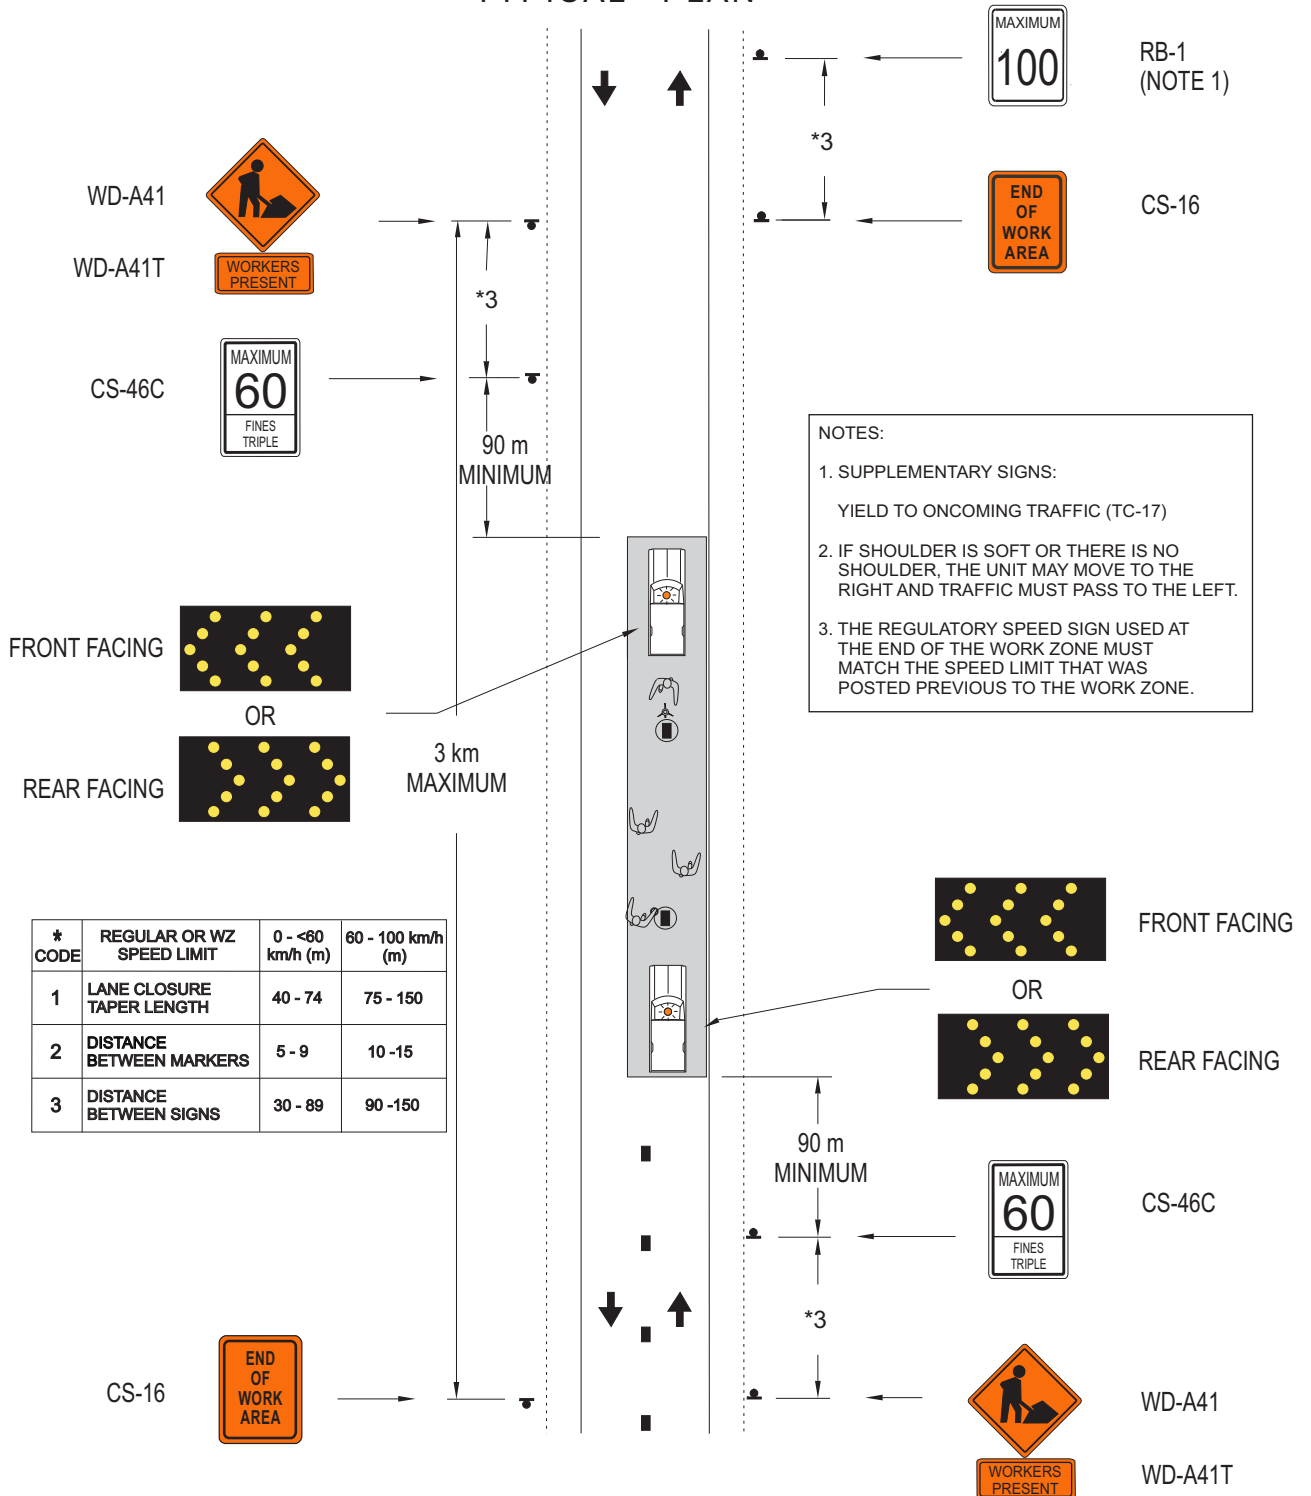 TYPICAL PLAN
MAXIMUM
100
RB-1
(NOTE 1)
*3
END
OF
WORK
AREA
CS-16
WD-A41
WD-A41T
WORKERS
PRESENT
*3
CS-46C
MAXIMUM
60
FINES
TRIPLE
90 m
MINIMUM
NOTES:
1. SUPPLEMENTARY SIGNS:
YIELD TO ONCOMING TRAFFIC (TC-17)
2. IF SHOULDER IS SOFT OR THERE IS NO
SHOULDER, THE UNIT MAY MOVE TO THE
RIGHT AND TRAFFIC MUST PASS TO THE LEFT.
3. THE REGULATORY SPEED SIGN USED AT
THE END OF THE WORK ZONE MUST
MATCH THE SPEED LIMIT THAT WAS
POSTED PREVIOUS TO THE WORK ZONE.
FRONT FACING
OR
REAR FACING
3 km
MAXIMUM
* CODE REGULAR OR WZ SPEED LIMIT 0 - <60 km/h (m) 60 - 100 km/h (m)
1 LANE CLOSURE TAPER LENGTH 40 - 74 75 - 150
2 DISTANCE BETWEEN MARKERS 5 - 9 10 -15
3 DISTANCE BETWEEN SIGNS 30 - 89 90 -150
FRONT FACING
OR
REAR FACING
90 m
MINIMUM
MAXIMUM
60
FINES
TRIPLE
CS-46C
*3
CS-16
END
OF
WORK
AREA
WD-A41
WORKERS
PRESENT
WD-A41T